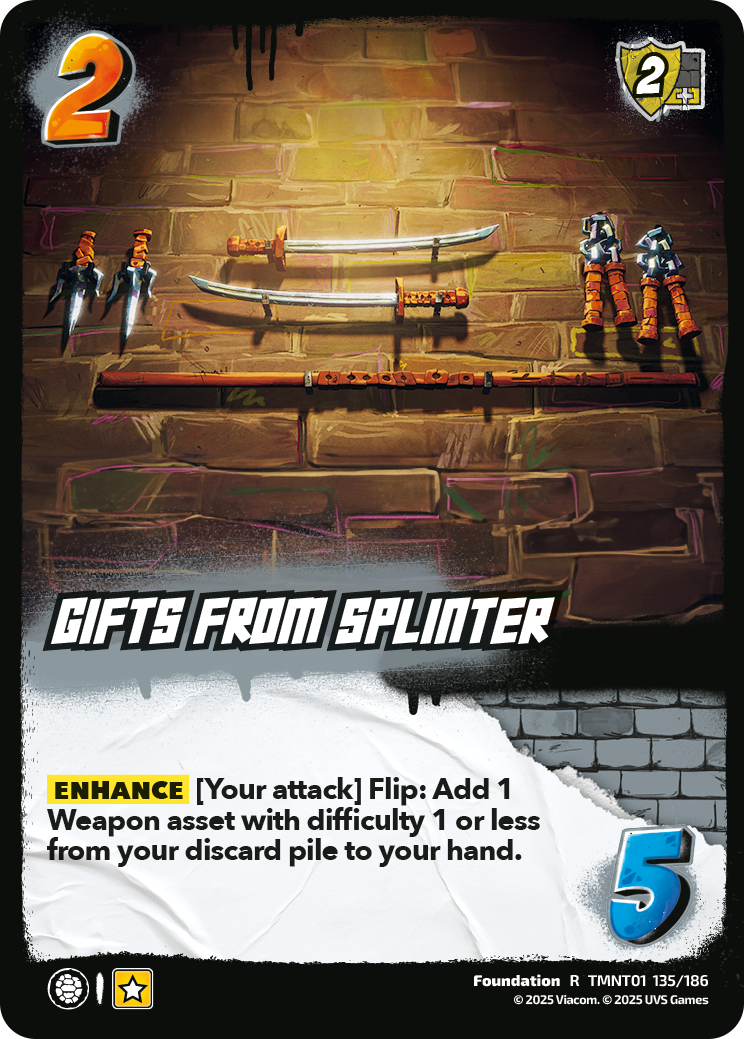 2
2
GIFTS FROM SPLINTER
ENHANCE [Your attack] Flip: Add 1
Weapon asset with difficulty 1 or less
from your discard pile to your hand.
5
Foundation R TMNT01 135/186
© 2025 Viacom. © 2025 UVS Games